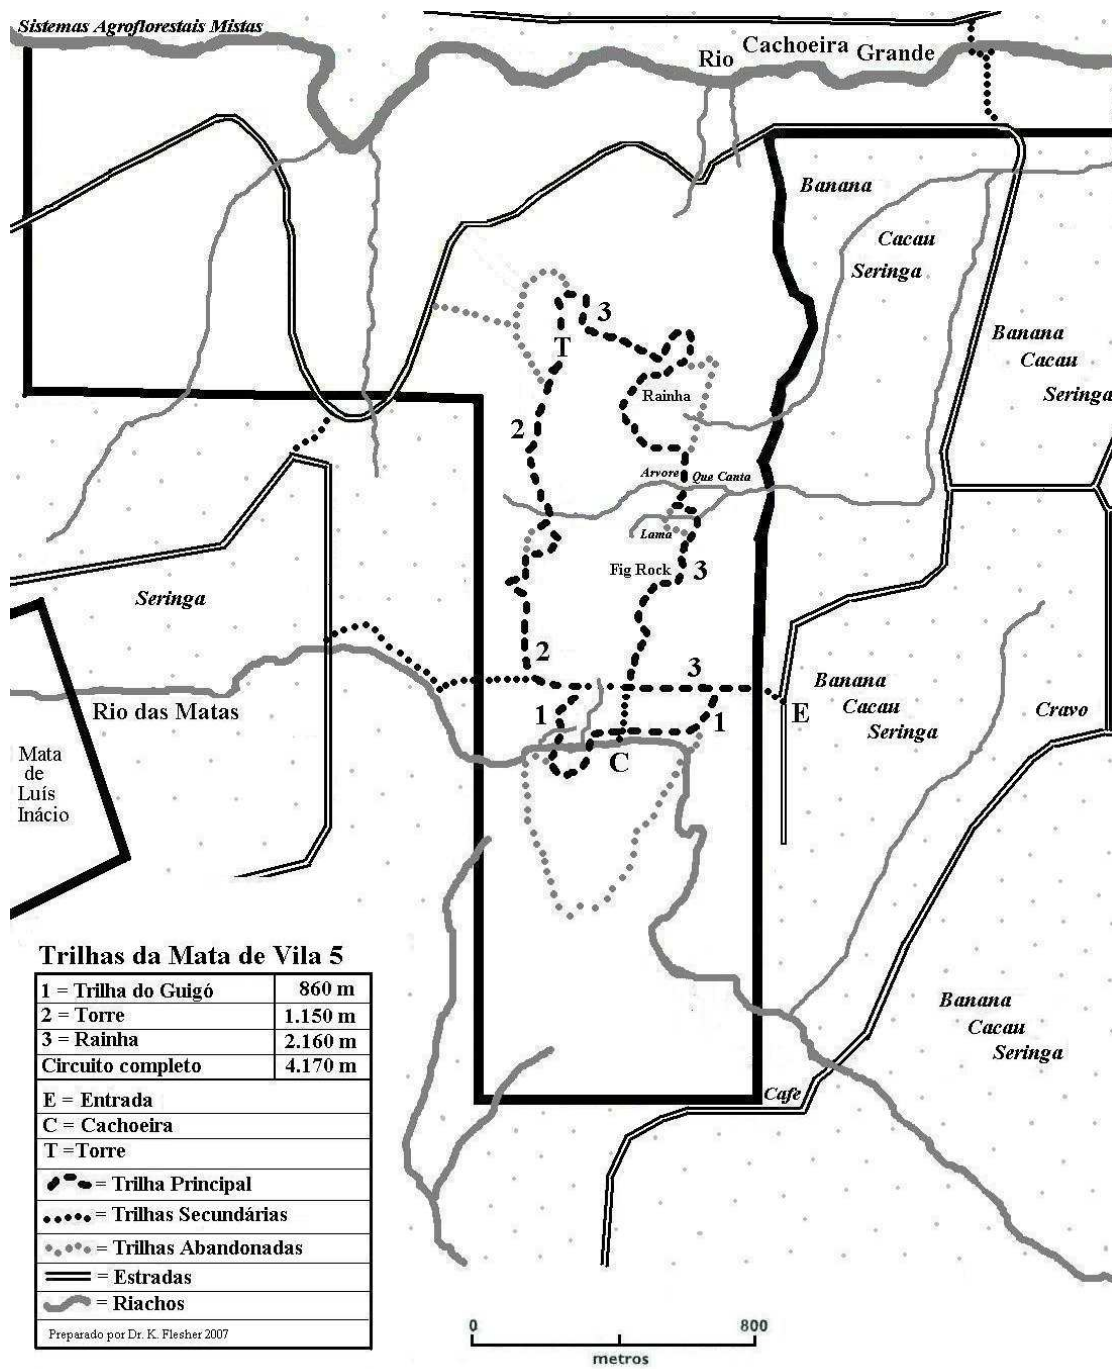 Sistemas Agroflorestais Mistas
Rio Cachoeira Grande
Banana
Cacau
Seringa
Banana
Cacau
Seringa
3
T
Rainha
2
Arvore Que Canta
Lama
Fig Rock
3
Seringa
2
3
1
1
E
C
Rio das Matas
Banana
Cacau
Seringa
Cravo
Mata
de
Luís
Inácio
Banana
Cacau
Seringa
Cafe
Trilhas da Mata de Vila 5
1 = Trilha do Guigó 860 m
2 = Torre 1.150 m
3 = Rainha 2.160 m
Circuito completo 4.170 m
E = Entrada
C = Cachoeira
T =Torre
= Trilha Principal
= Trilhas Secundárias
= Trilhas Abandonadas
= Estradas
= Riachos
Preparado por Dr. K. Flesher 2007
0 800
metros